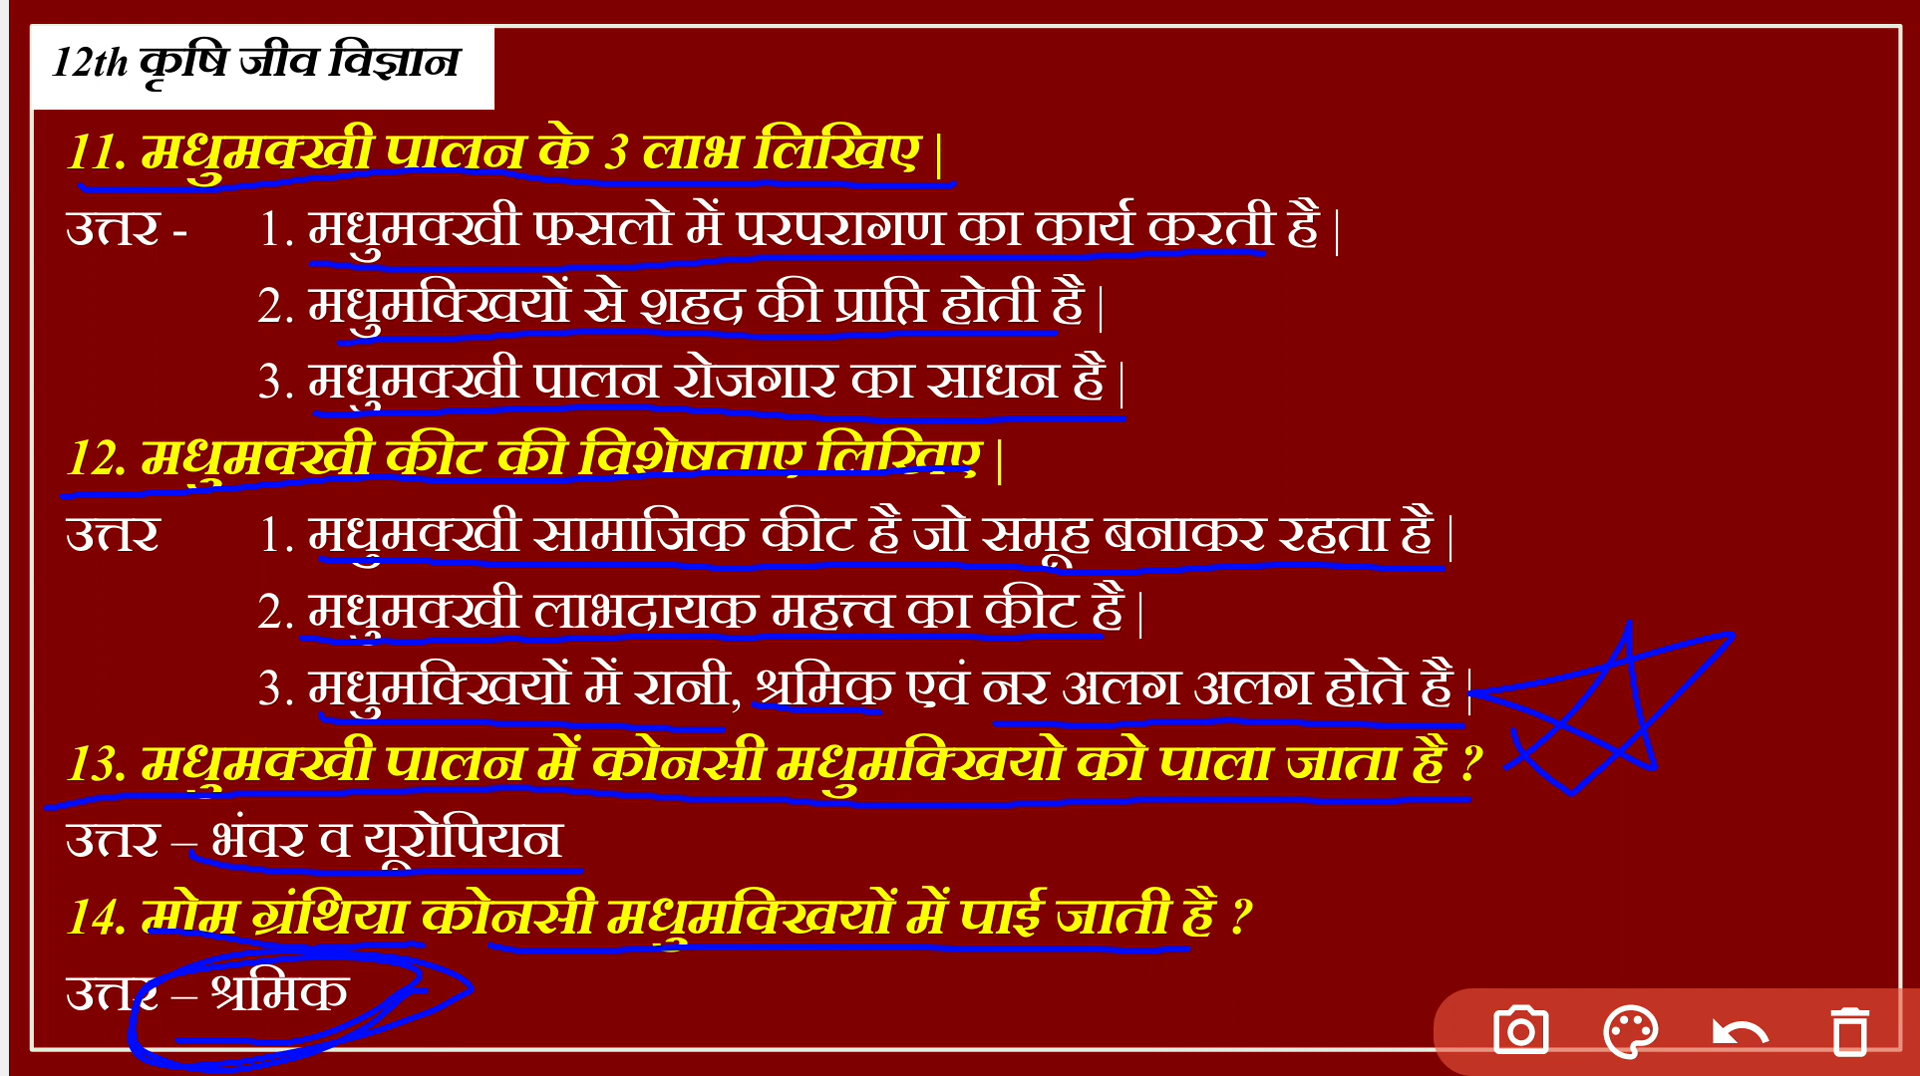 12th कृषि जीव विज्ञान
11. मधुमक्खी पालन के 3 लाभ लिखिए |
उत्तर - 1. मधुमक्खी फसलो में परपरागण का कार्य करती है |
2. मधुमक्खियों से शहद की प्राप्ति होती है |
3. मधुमक्खी पालन रोजगार का साधन है |
12. मधुमक्खी कीट की विशेषताए लिखिए |
उत्तर 1. मधुमक्खी सामाजिक कीट है जो समूह बनाकर रहता है |
2. मधुमक्खी लाभदायक महत्त्व का कीट है |
3. मधुमक्खियों में रानी, श्रमिक एवं नर अलग अलग होते है |
13. मधुमक्खी पालन में कोनसी मधुमक्खियो को पाला जाता है ?
उत्तर – भंवर व यूरोपियन
14. मोम ग्रंथिया कोनसी मधुमक्खियों में पाई जाती है ?
उत्तर – श्रमिक